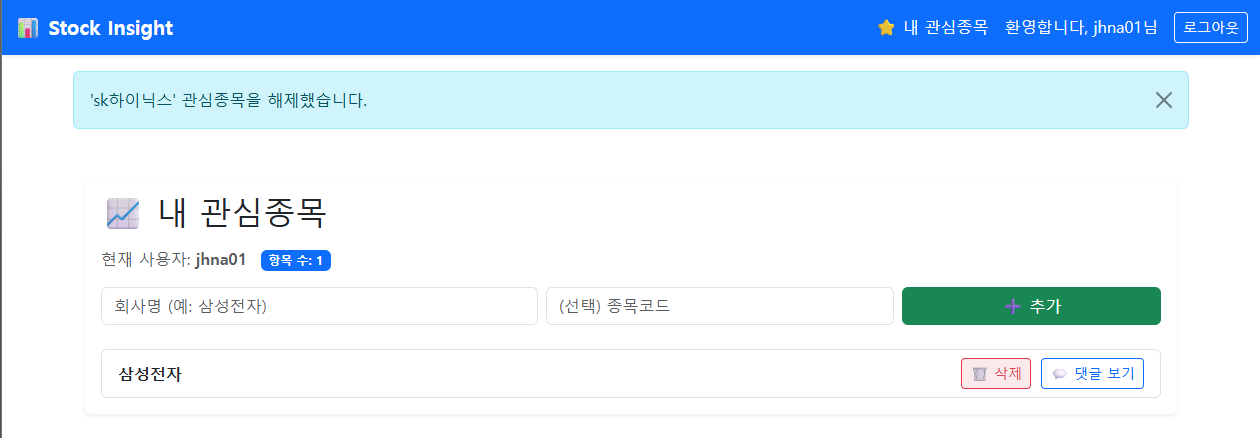 📊 Stock Insight ⭐ 내 관심종목 환영합니다, jhna01님 로그아웃
'sk하이닉스' 관심종목을 해제했습니다.
📈 내 관심종목
현재 사용자: jhna01 항목 수: 1
회사명 (예: 삼성전자) (선택) 종목코드 ➕ 추가
삼성전자 🗑 삭제 💬 댓글 보기